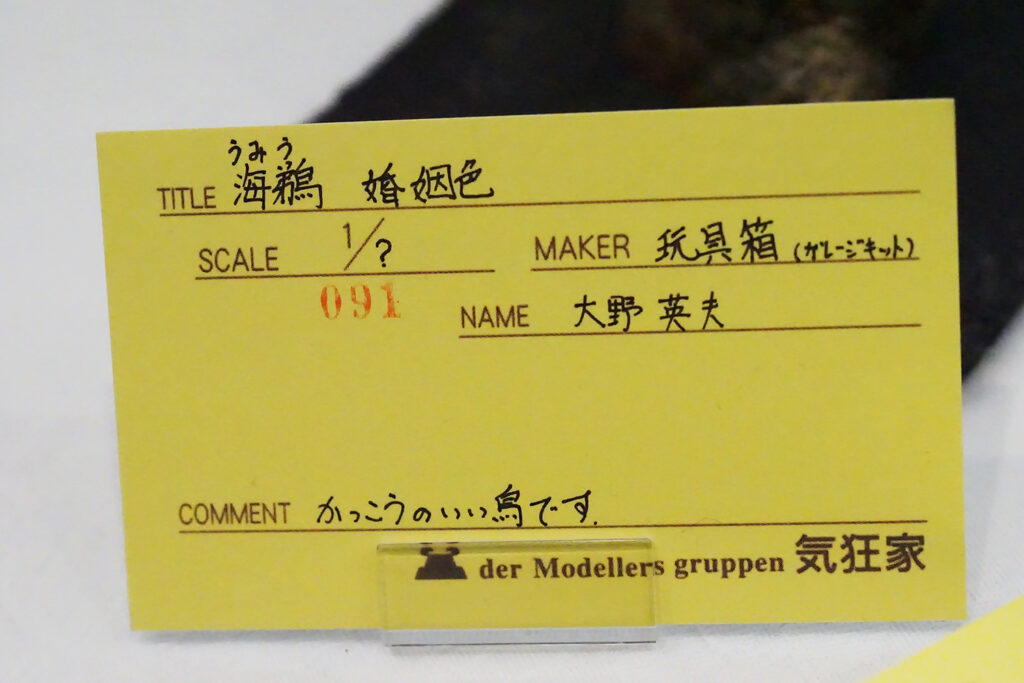 うみう
TITLE 海鵜 婚姻色
SCALE 1/? MAKER 玩具箱 (ガレージキット)
091
NAME 大野 英夫
COMMENT かっこうのいい鳥です.
der Modellers gruppen 気狂家